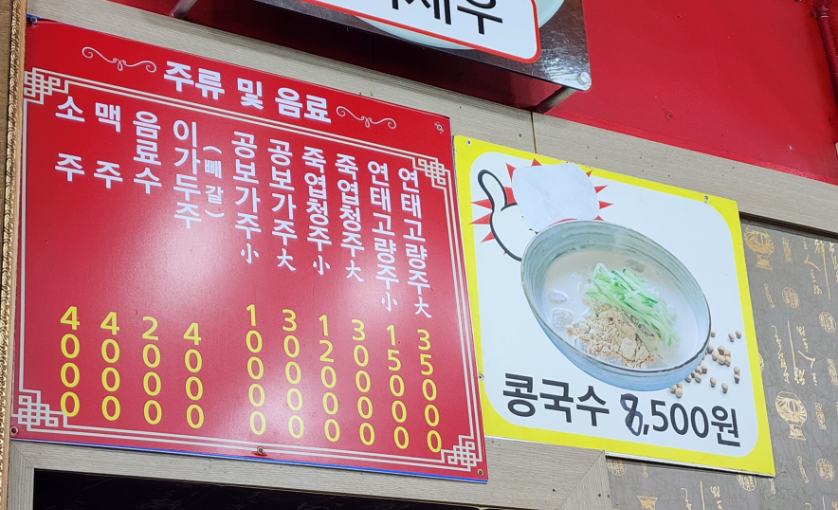 새우
주류 및 음료
소주 4000
맥주 4000
음료수 2000
이가두주 (빼갈) 4000
공보가주小 10000
공보가주大 30000
죽엽청주小 12000
죽엽청주大 30000
연태고량주小 15000
연태고량주大 35000
콩국수 8,500원